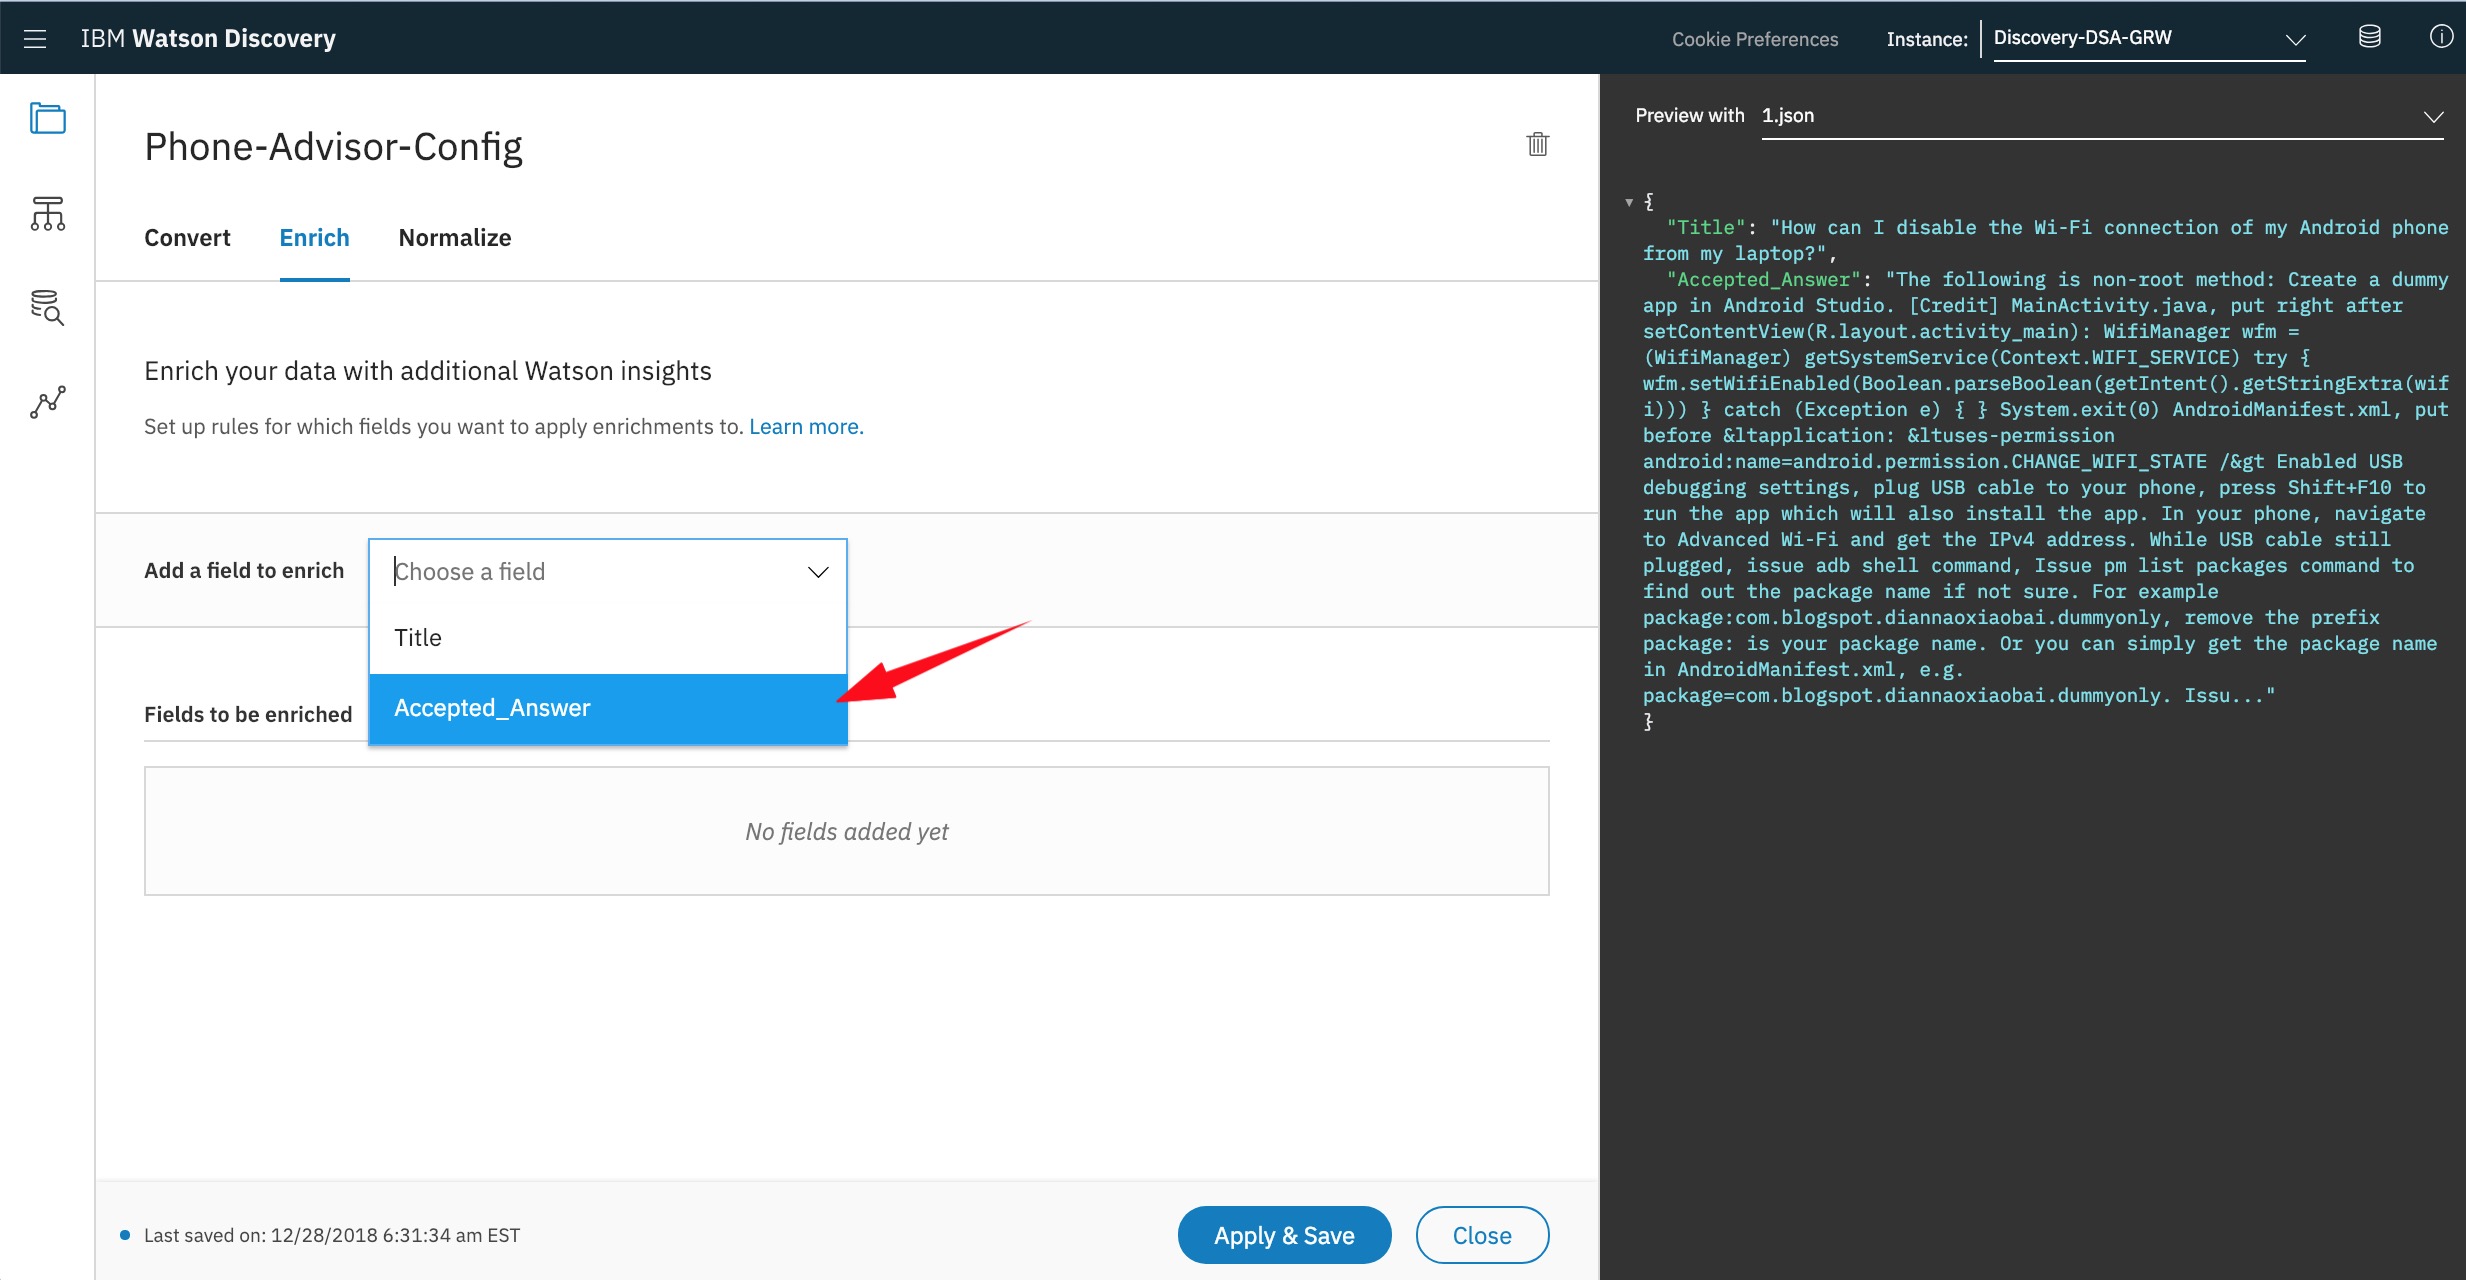 IBM Watson Discovery
Cookie Preferences
Instance:
Discovery-DSA-GRW
Phone-Advisor-Config
Convert
Enrich
Normalize
Enrich your data with additional Watson insights
Set up rules for which fields you want to apply enrichments to. Learn more.
Add a field to enrich
Choose a field
Title
Accepted_Answer
Fields to be enriched
No fields added yet
Last saved on: 12/28/2018 6:31:34 am EST
Apply & Save
Close
Preview with
1.json
{
"Title": "How can I disable the Wi-Fi connection of my Android phone
from my laptop?",
"Accepted_Answer": "The following is non-root method: Create a dummy
app in Android Studio. [Credit] MainActivity.java, put right after
setContentView(R.layout.activity_main): WifiManager wfm =
(WifiManager) getSystemService(Context.WIFI_SERVICE) try {
wfm.setWifiEnabled(Boolean.parseBoolean(getIntent().getStringExtra(wif
i))) } catch (Exception e) { } System.exit(0) AndroidManifest.xml, put
before &ltapplication: &ltuses-permission
android:name=android.permission.CHANGE_WIFI_STATE /&gt Enabled USB
debugging settings, plug USB cable to your phone, press Shift+F10 to
run the app which will also install the app. In your phone, navigate
to Advanced Wi-Fi and get the IPv4 address. While USB cable still
plugged, issue adb shell command, Issue pm list packages command to
find out the package name if not sure. For example
package:com.blogspot.diannaoxiaobai.dummyonly, remove the prefix
package: is your package name. Or you can simply get the package name
in AndroidManifest.xml, e.g.
package=com.blogspot.diannaoxiaobai.dummyonly. Issu..."
}